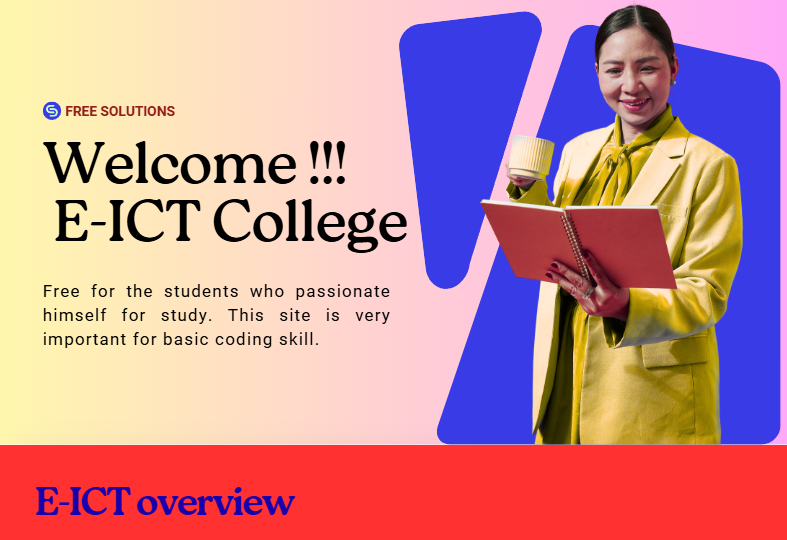 FREE SOLUTIONS
Welcome !!!
E-ICT College
Free for the students who passionate
himself for study. This site is very
important for basic coding skill.
E-ICT overview